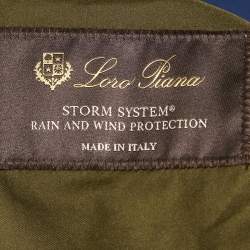 Loro Piana
STORM SYSTEM®
RAIN AND WIND PROTECTION
MADE IN ITALY